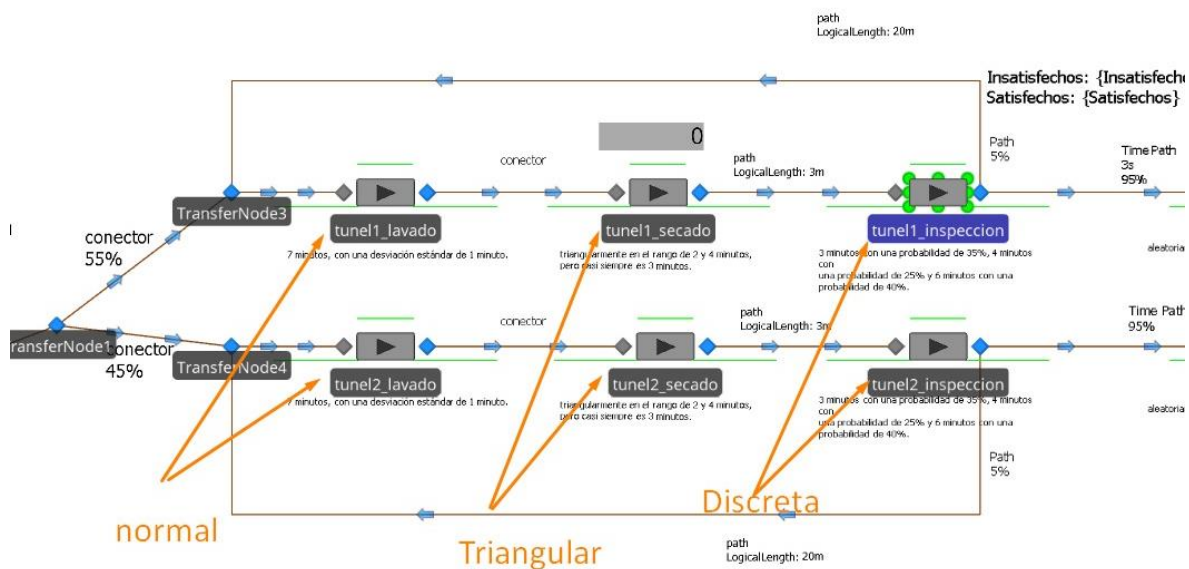 path
LogicalLength: 20m
Insatisfechos: {Insatisfech
Satisfechos: {Satisfechos}
0
Path
5%
conector
path
LogicalLength: 3m
Time Path
3s
95%
TransferNode3
tunel1_lavado
tunel1_secado
tunel1_inspeccion
conector
55%
7 minutos, con una desviación estándar de 1 minuto.
triangularmente en el rango de 2 y 4 minutos,
pero casi siempre es 3 minutos.
3 minutos con una probabilidad de 35%, 4 minutos
con
una probabilidad de 25% y 6 minutos con una
probabilidad de 40%.
aleatoria
conector
path
LogicalLength: 3m
Time Path
95%
ransferNode1
conector
45%
TransferNode4
tunel2_lavado
tunel2_secado
tunel2_inspeccion
7 minutos, con una desviación estándar de 1 minuto.
triangularmente en el rango de 2 y 4 minutos,
pero casi siempre es 3 minutos.
3 minutos con una probabilidad de 35%, 4 minutos
con
una probabilidad de 25% y 6 minutos con una
probabilidad de 40%.
aleatoria
Path
5%
normal
Triangular
Discreta
path
LogicalLength: 20m